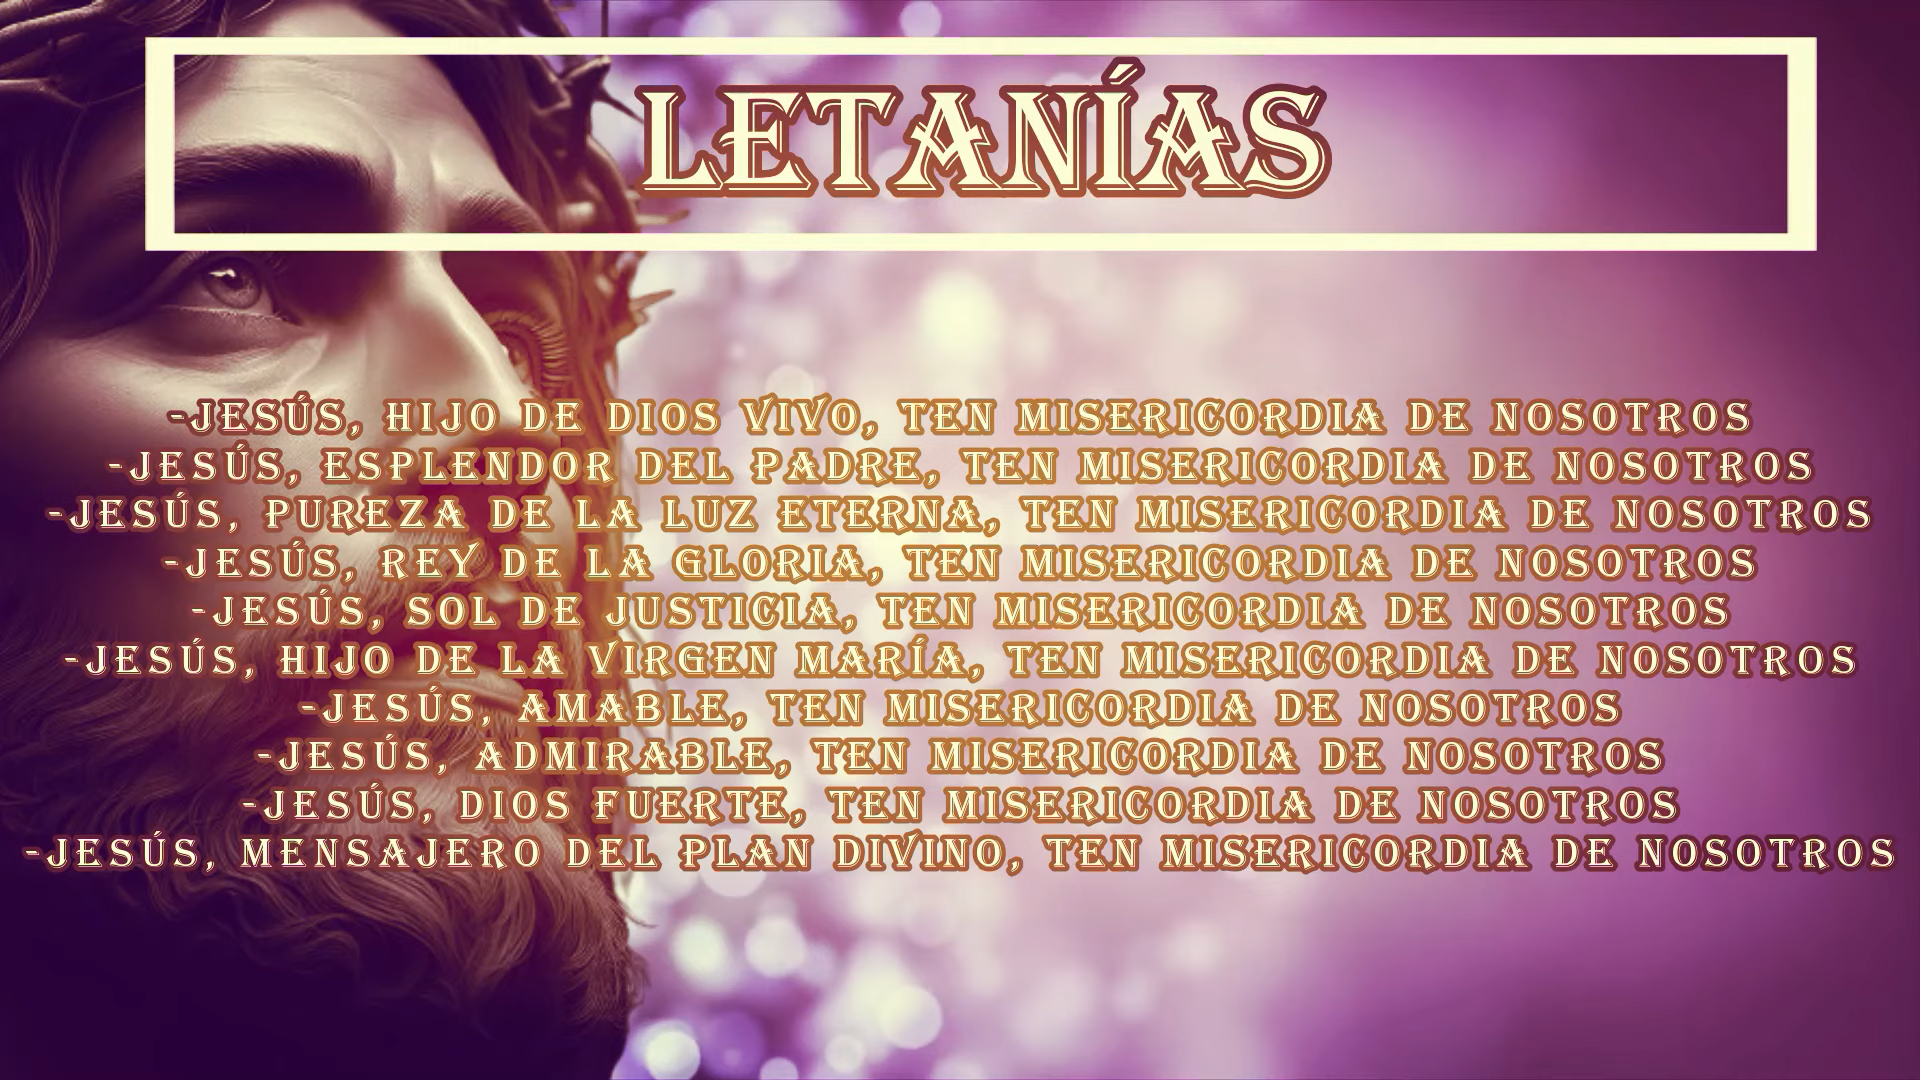 LETANÍAS
-JESÚS, HIJO DE DIOS VIVO, TEN MISERICORDIA DE NOSOTROS
-JESÚS, ESPLENDOR DEL PADRE, TEN MISERICORDIA DE NOSOTROS
-JESÚS, PUREZA DE LA LUZ ETERNA, TEN MISERICORDIA DE NOSOTROS
-JESÚS, REY DE LA GLORIA, TEN MISERICORDIA DE NOSOTROS
-JESÚS, SOL DE JUSTICIA, TEN MISERICORDIA DE NOSOTROS
-JESÚS, HIJO DE LA VIRGEN MARÍA, TEN MISERICORDIA DE NOSOTROS
-JESÚS, AMABLE, TEN MISERICORDIA DE NOSOTROS
-JESÚS, ADMIRABLE, TEN MISERICORDIA DE NOSOTROS
-JESÚS, DIOS FUERTE, TEN MISERICORDIA DE NOSOTROS
-JESÚS, MENSAJERO DEL PLAN DIVINO, TEN MISERICORDIA DE NOSOTROS